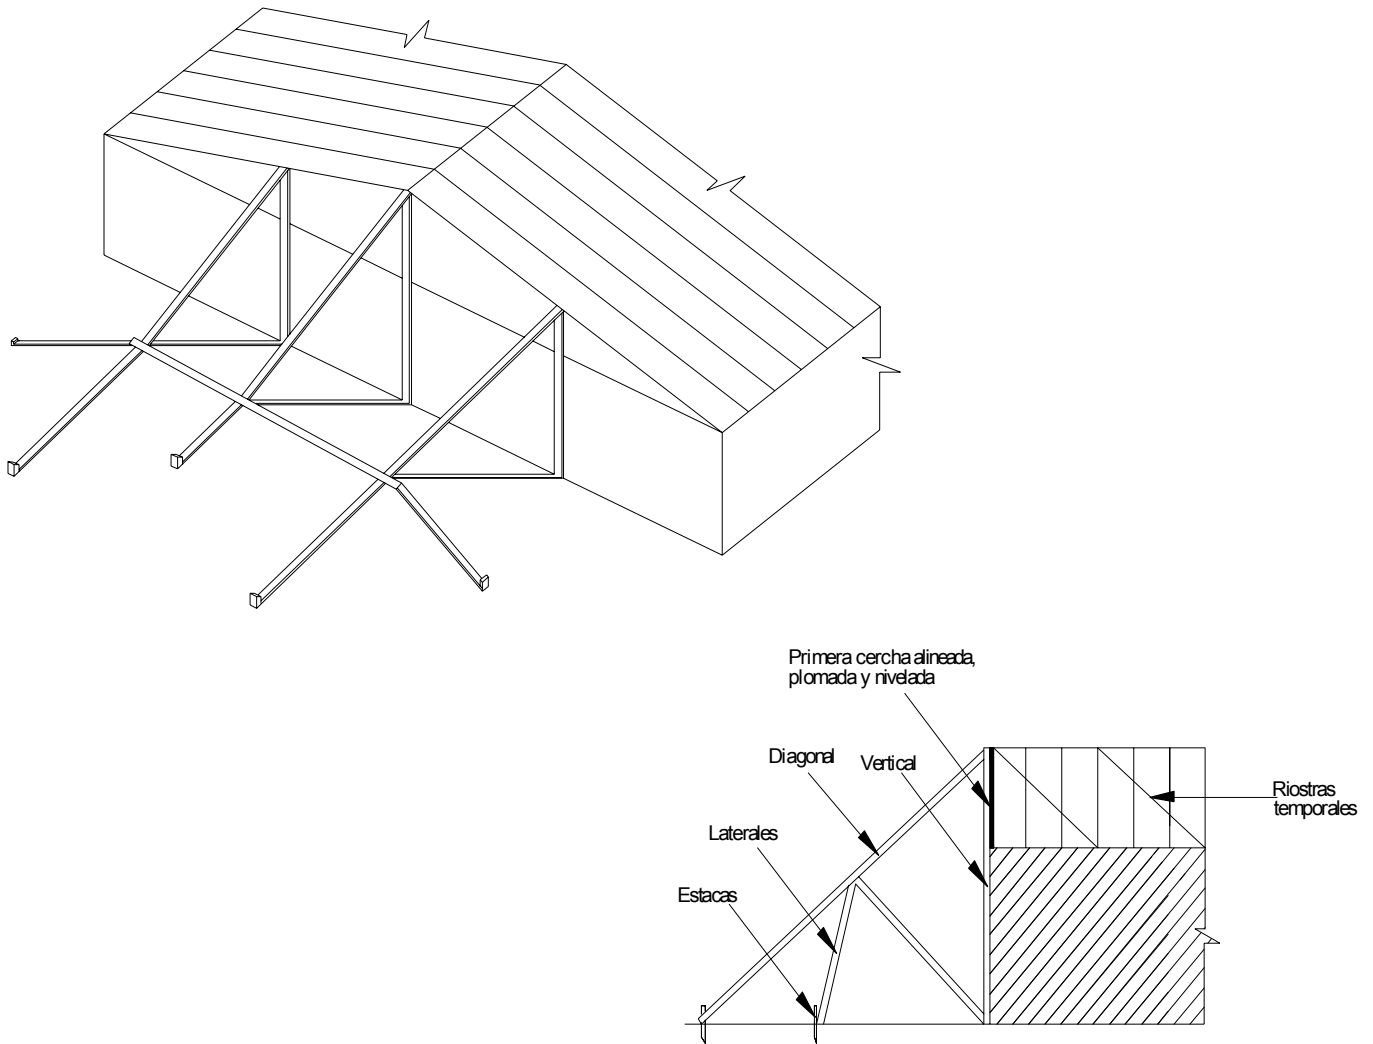 Primera cercha alineada,
plomada y nivelada
Diagonal
Vertical
Riostras
temporales
Laterales
Estacas